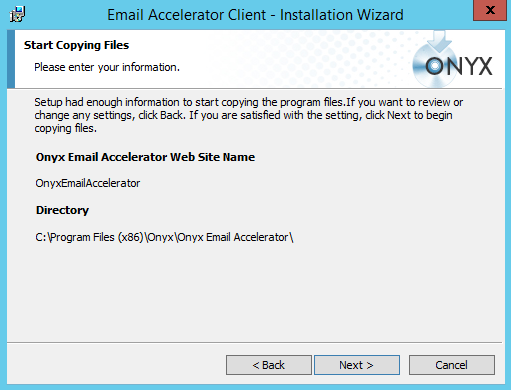 Email Accelerator Client - Installation Wizard
X
Start Copying Files
Please enter your information.
ONYX
Setup had enough information to start copying the program files.If you want to review or
change any settings, click Back. If you are satisfied with the setting, click Next to begin
copying files.
Onyx Email Accelerator Web Site Name
OnyxEmailAccelerator
Directory
C:\Program Files (x86)\Onyx\Onyx Email Accelerator\
< Back
Next >
Cancel